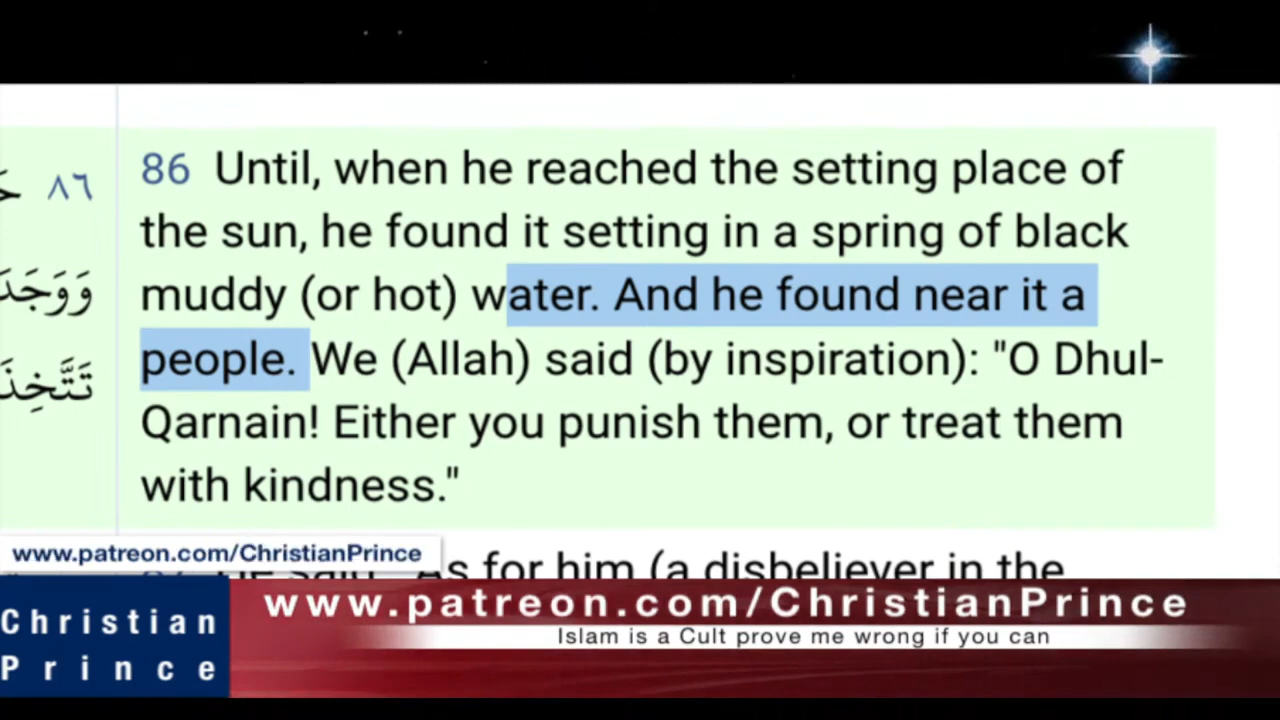 ٨٦
86 Until, when he reached the setting place of
the sun, he found it setting in a spring of black
وَوَجَدَ
muddy (or hot) water. And he found near it a
people. We (Allah) said (by inspiration): "O Dhul-
Qarnain! Either you punish them, or treat them
with kindness."
www.patreon.com/ChristianPrince
As for him (a disbeliever in the
Christian
Prince
www.patreon.com/ChristianPrince
Islam is a Cult prove me wrong if you can